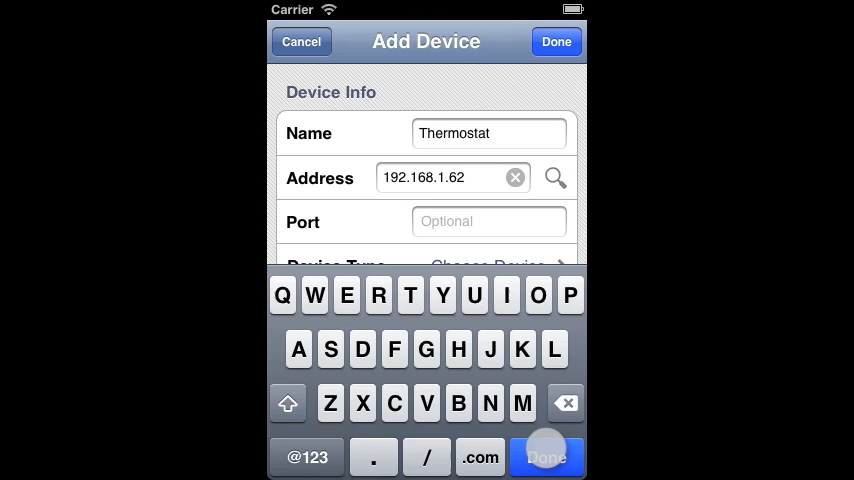 Carrier
Cancel Add Device Done
Device Info
Name Thermostat
Address 192.168.1.62
Port Optional
Device Type Choose Device
Q W E R T Y U I O P
A S D F G H J K L
Z X C V B N M
@123 . / .com Done